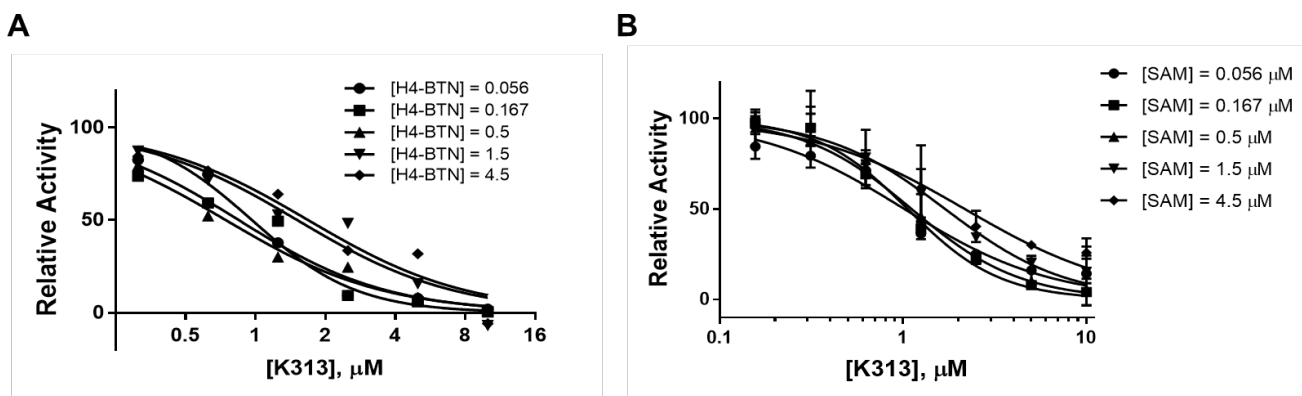 A
B
[H4-BTN] = 0.056
[H4-BTN] = 0.167
[H4-BTN] = 0.5
[H4-BTN] = 1.5
[H4-BTN] = 4.5
Relative Activity
100
50
0
0.5
1
2
4
8
16
[K313], μM
[SAM] = 0.056 μM
[SAM] = 0.167 μM
[SAM] = 0.5 μM
[SAM] = 1.5 μM
[SAM] = 4.5 μM
Relative Activity
100
50
0
0.1
1
10
[K313], μM